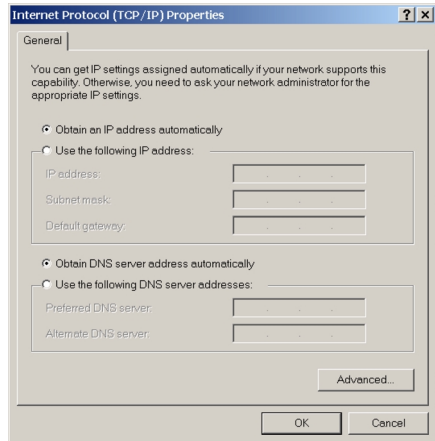 Internet Protocol (TCP/IP) Properties
General
You can get IP settings assigned automatically if your network supports this
capability. Otherwise, you need to ask your network administrator for the
appropriate IP settings.
Obtain an IP address automatically
Use the following IP address:
IP address:
Subnet mask:
Default gateway:
Obtain DNS server address automatically
Use the following DNS server addresses:
Preferred DNS server:
Alternate DNS server:
Advanced...
OK Cancel